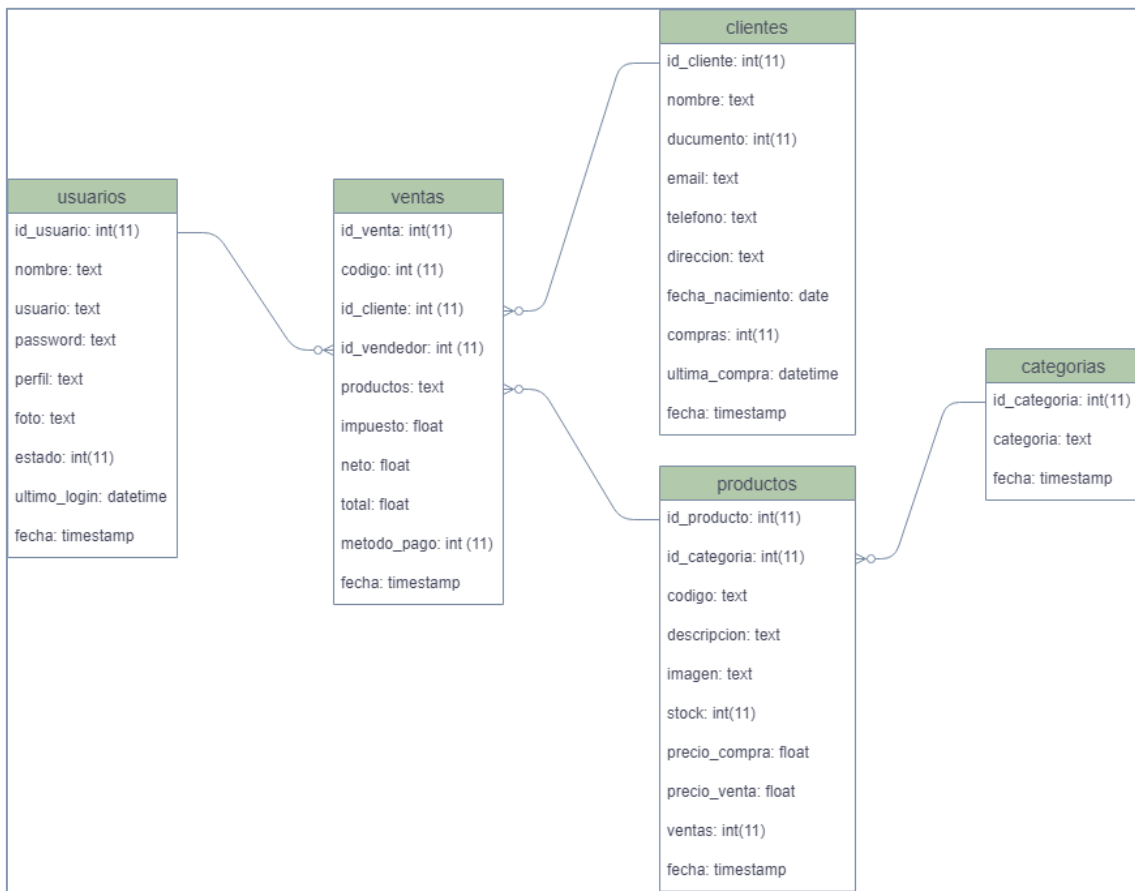 clientes
id_cliente: int(11)
nombre: text
ducumento: int(11)
email: text
telefono: text
direccion: text
fecha_nacimiento: date
compras: int(11)
ultima_compra: datetime
fecha: timestamp
usuarios
id_usuario: int(11)
nombre: text
usuario: text
password: text
perfil: text
foto: text
estado: int(11)
ultimo_login: datetime
fecha: timestamp
ventas
id_venta: int(11)
codigo: int (11)
id_cliente: int (11)
id_vendedor: int (11)
productos: text
impuesto: float
neto: float
total: float
metodo_pago: int (11)
fecha: timestamp
categorias
id_categoria: int(11)
categoria: text
fecha: timestamp
productos
id_producto: int(11)
id_categoria: int(11)
codigo: text
descripcion: text
imagen: text
stock: int(11)
precio_compra: float
precio_venta: float
ventas: int(11)
fecha: timestamp